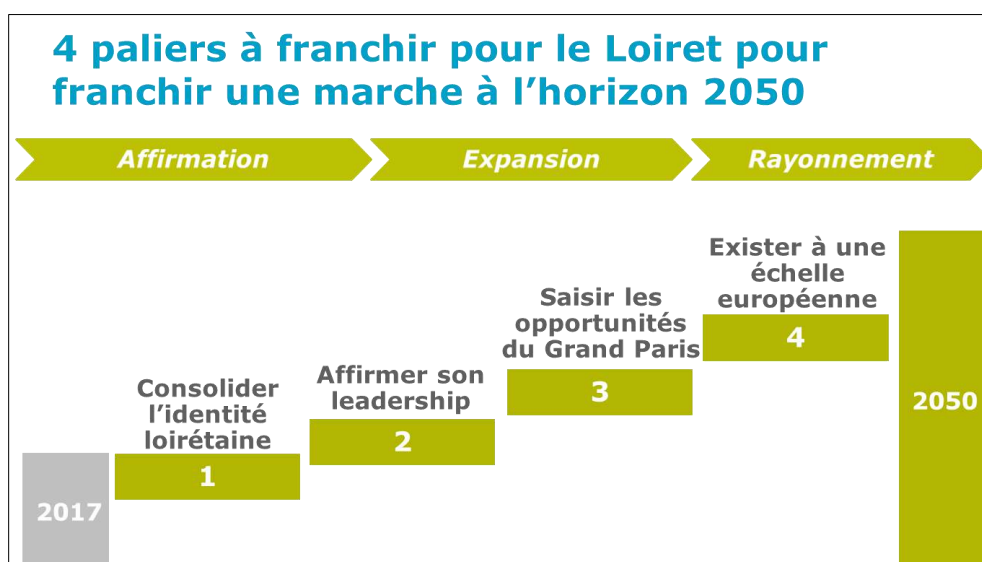 4 paliers à franchir pour le Loiret pour
franchir une marche à l’horizon 2050
Affirmation
Expansion
Rayonnement
Consolider
l’identité
loirétaine
1
Affirmer son
leadership
2
Saisir les
opportunités
du Grand Paris
3
Exister à une
échelle
européenne
4
2017
2050